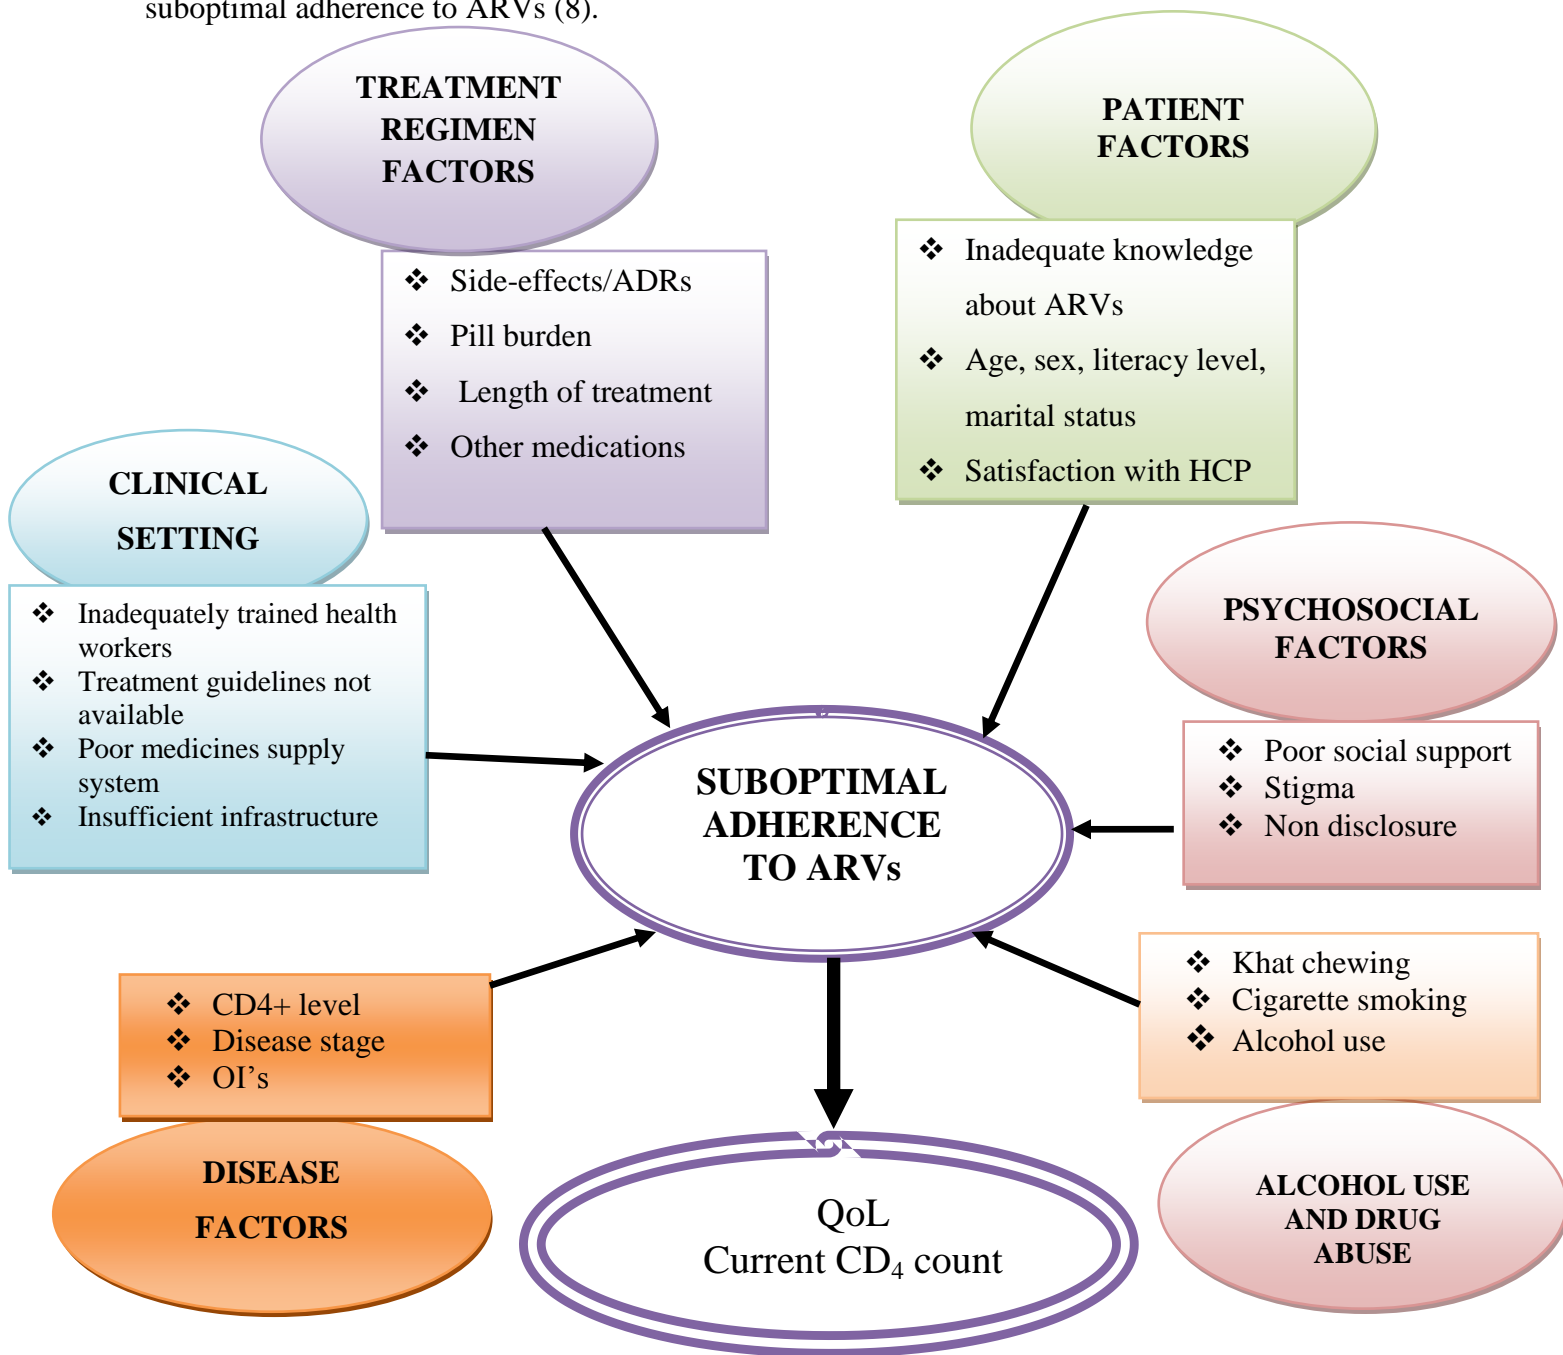 suboptimal adherence to ARVs (8).
TREATMENT
REGIMEN
FACTORS
❖ Side-effects/ADRs
❖ Pill burden
❖ Length of treatment
❖ Other medications
PATIENT
FACTORS
❖ Inadequate knowledge
about ARVs
❖ Age, sex, literacy level,
marital status
❖ Satisfaction with HCP
CLINICAL
SETTING
❖ Inadequately trained health
workers
❖ Treatment guidelines not
available
❖ Poor medicines supply
system
❖ Insufficient infrastructure
PSYCHOSOCIAL
FACTORS
❖ Poor social support
❖ Stigma
❖ Non disclosure
SUBOPTIMAL
ADHERENCE
TO ARVs
❖ CD4+ level
❖ Disease stage
❖ OI’s
DISEASE
FACTORS
❖ Khat chewing
❖ Cigarette smoking
❖ Alcohol use
ALCOHOL USE
AND DRUG
ABUSE
QoL
Current CD₄ count